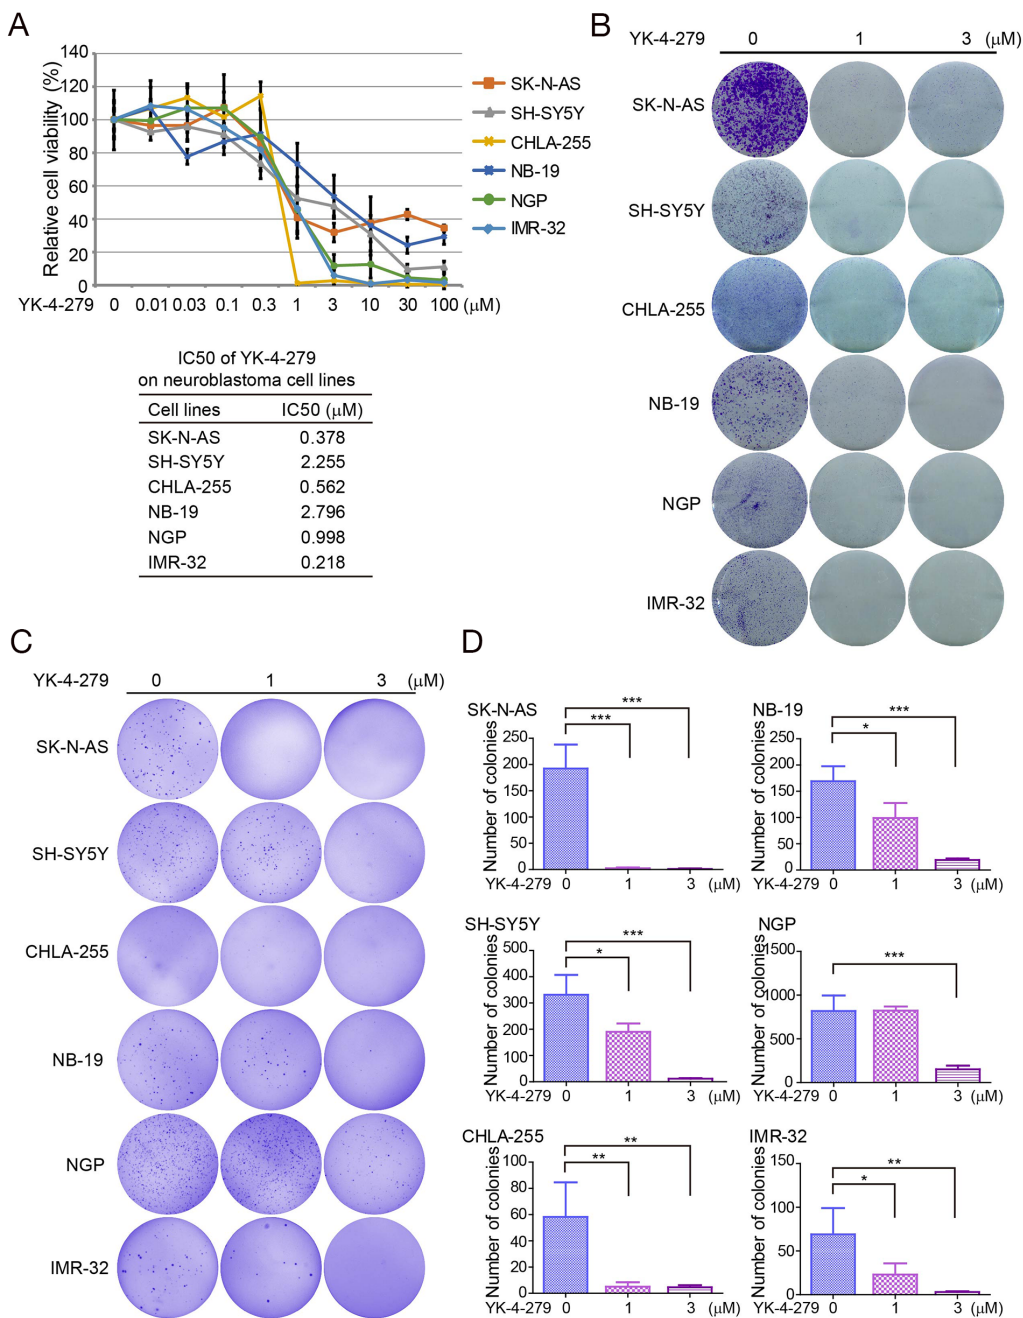 A
Relative cell viability (%)
140
120
100
80
60
40
20
0
YK-4-279 0 0.01 0.03 0.1 0.3 1 3 10 30 100 (µM)
SK-N-AS
SH-SY5Y
CHLA-255
NB-19
NGP
IMR-32
IC50 of YK-4-279
on neuroblastoma cell lines
Cell lines IC50 (µM)
SK-N-AS 0.378
SH-SY5Y 2.255
CHLA-255 0.562
NB-19 2.796
NGP 0.998
IMR-32 0.218
B
YK-4-279 0 1 3 (µM)
SK-N-AS
SH-SY5Y
CHLA-255
NB-19
NGP
IMR-32
C
YK-4-279 0 1 3 (µM)
SK-N-AS
SH-SY5Y
CHLA-255
NB-19
NGP
IMR-32
D
SK-N-AS
Number of colonies
250
200
150
100
50
0
***
***
YK-4-279 0 1 3 (µM)
NB-19
Number of colonies
250
200
150
100
50
0
***
*
YK-4-279 0 1 3 (µM)
SH-SY5Y
Number of colonies
500
400
300
200
100
0
***
*
YK-4-279 0 1 3 (µM)
NGP
Number of colonies
1500
1000
500
0
***
YK-4-279 0 1 3 (µM)
CHLA-255
Number of colonies
100
80
60
40
20
0
**
**
YK-4-279 0 1 3 (µM)
IMR-32
Number of colonies
150
100
50
0
**
*
YK-4-279 0 1 3 (µM)